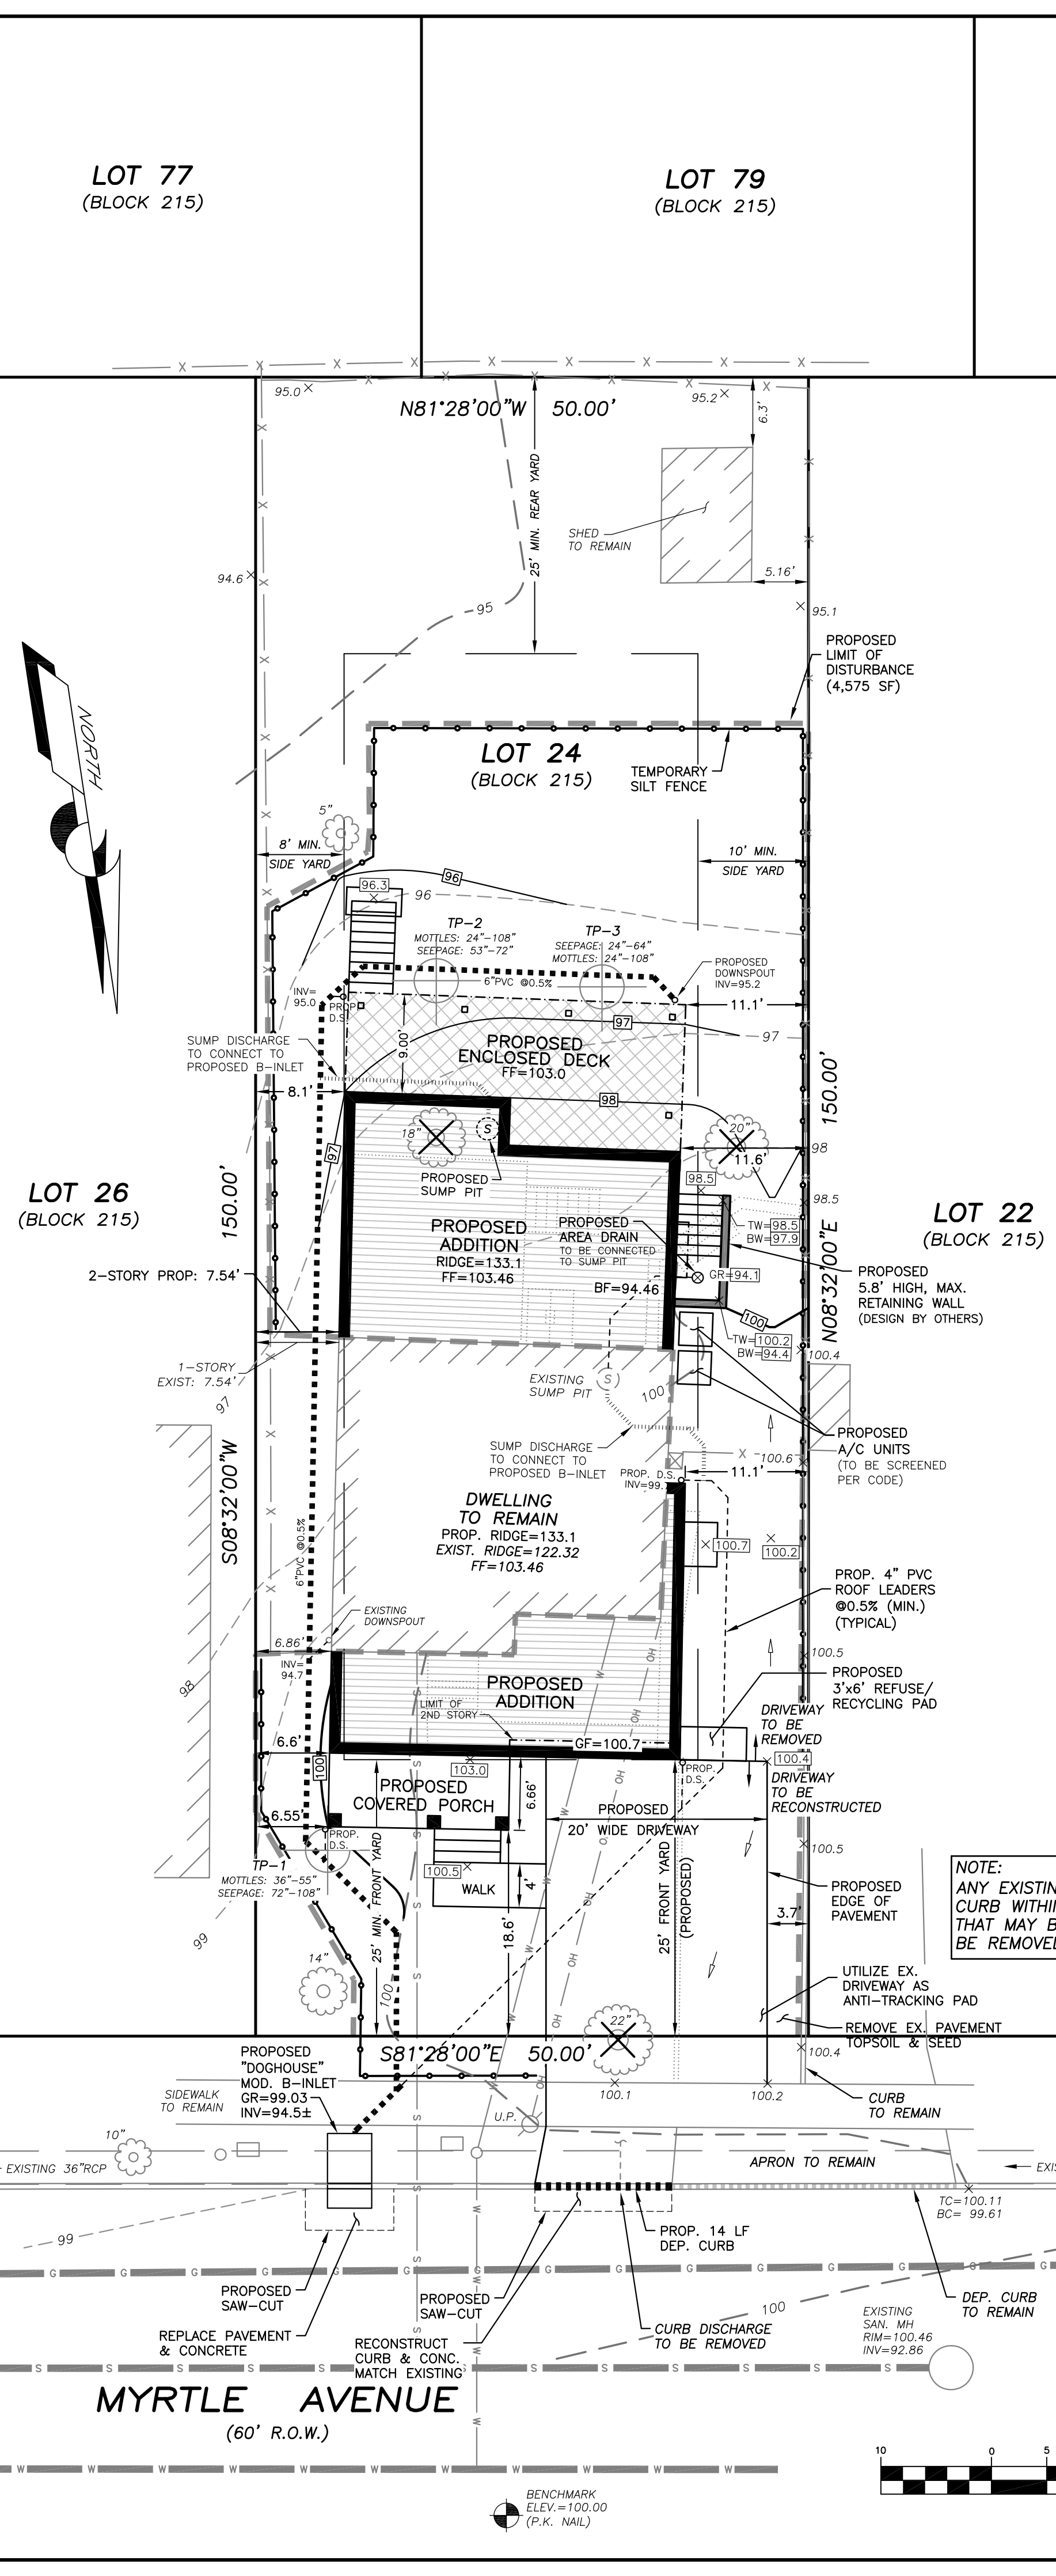 LOT 77
(BLOCK 215)
LOT 79
(BLOCK 215)
95.0
95.2
N81°28'00"W 50.00'
6.3'
25' MIN. REAR YARD
SHED
TO REMAIN
5.16'
94.6
95
95.1
PROPOSED
LIMIT OF
DISTURBANCE
(4,575 SF)
NORTH
LOT 24
(BLOCK 215)
TEMPORARY
SILT FENCE
5"
8' MIN.
SIDE YARD
10' MIN.
SIDE YARD
96
96.3
96
TP-2
MOTTLES: 24"-108"
SEEPAGE: 53"-72"
TP-3
SEEPAGE: 24"-64"
MOTTLES: 24"-108"
PROPOSED
DOWNSPOUT
INV=95.2
6"PVC @0.5%
INV=
95.0
PROP.
D.S.
11.1'
9.00'
97
97
SUMP DISCHARGE
TO CONNECT TO
PROPOSED B-INLET
PROPOSED
ENCLOSED DECK
FF=103.0
8.1'
98
150.00'
18"
S
20"
11.6'
98
97
PROPOSED
SUMP PIT
98.5
98.5
LOT 26
(BLOCK 215)
150.00'
LOT 22
(BLOCK 215)
PROPOSED
ADDITION
RIDGE=133.1
FF=103.46
PROPOSED
AREA DRAIN
TO BE CONNECTED
TO SUMP PIT
TW=98.5
BW=97.9
N08°32'00"E
2-STORY PROP: 7.54'
BF=94.46
GR=94.1
PROPOSED
5.8' HIGH, MAX.
RETAINING WALL
(DESIGN BY OTHERS)
100
TW=100.2
BW=94.4
100.4
1-STORY
EXIST: 7.54'
EXISTING
SUMP PIT
S
100
97
SUMP DISCHARGE
TO CONNECT TO
PROPOSED B-INLET
PROPOSED
A/C UNITS
(TO BE SCREENED
PER CODE)
100.6
11.1'
PROP. D.S.
INV=99.
S08°32'00"W
DWELLING
TO REMAIN
PROP. RIDGE=133.1
EXIST. RIDGE=122.32
FF=103.46
6"PVC @0.5%
100.7
100.2
PROP. 4" PVC
ROOF LEADERS
@0.5% (MIN.)
(TYPICAL)
EXISTING
DOWNSPOUT
6.86'
INV=
94.7
100.5
98
PROPOSED
ADDITION
LIMIT OF
2ND STORY
GF=100.7
PROPOSED
3'x6' REFUSE/
RECYCLING PAD
DRIVEWAY
TO BE
REMOVED
6.6'
100
103.0
PROP.
D.S.
100.4
DRIVEWAY
TO BE
RECONSTRUCTED
PROPOSED
COVERED PORCH
6.66'
PROPOSED
20' WIDE DRIVEWAY
6.55'
PROP.
D.S.
100.5
TP-1
MOTTLES: 36"-55"
SEEPAGE: 72"-108"
100.5
WALK
4'
25' MIN. FRONT YARD
18.6'
25' FRONT YARD
(PROPOSED)
PROPOSED
EDGE OF
PAVEMENT
3.7'
NOTE:
ANY EXISTIN
CURB WITHIN
THAT MAY B
BE REMOVED
99
14"
100
UTILIZE EX.
DRIVEWAY AS
ANTI-TRACKING PAD
22"
REMOVE EX. PAVEMENT
TOPSOIL & SEED
S81°28'00"E 50.00'
100.4
PROPOSED
"DOGHOUSE"
MOD. B-INLET
GR=99.03
INV=94.5±
100.1
100.2
SIDEWALK
TO REMAIN
CURB
TO REMAIN
U.P.
10"
EXISTING 36"RCP
APRON TO REMAIN
EXIS
TC=100.11
BC= 99.61
99
PROP. 14 LF
DEP. CURB
PROPOSED
SAW-CUT
PROPOSED
SAW-CUT
100
DEP. CURB
TO REMAIN
EXISTING
SAN. MH
RIM=100.46
INV=92.86
REPLACE PAVEMENT
& CONCRETE
RECONSTRUCT
CURB & CONC.
MATCH EXISTING
CURB DISCHARGE
TO BE REMOVED
MYRTLE AVENUE
(60' R.O.W.)
10 0 5
BENCHMARK
ELEV.=100.00
(P.K. NAIL)